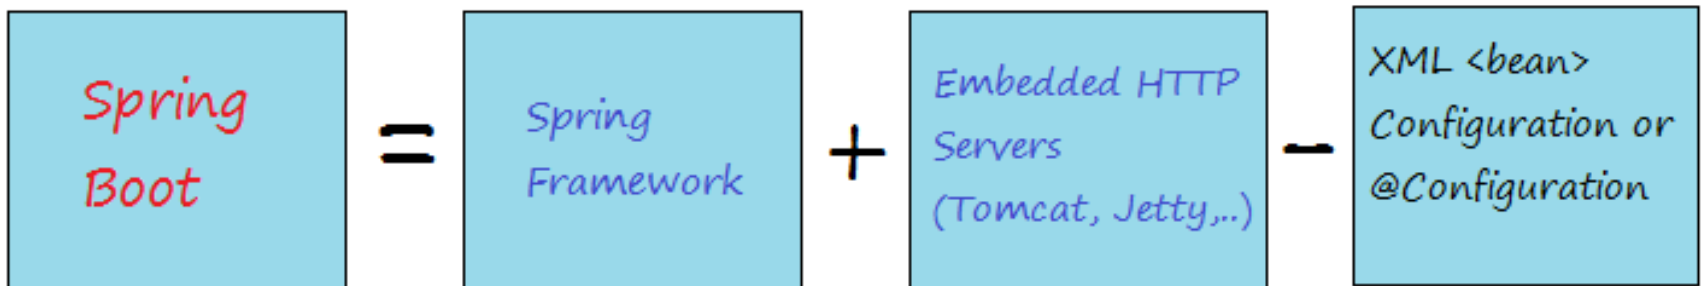 Spring
Boot
=
Spring
Framework
+
Embedded HTTP
Servers
(Tomcat, Jetty,..)
-
XML <bean>
Configuration or
@Configuration